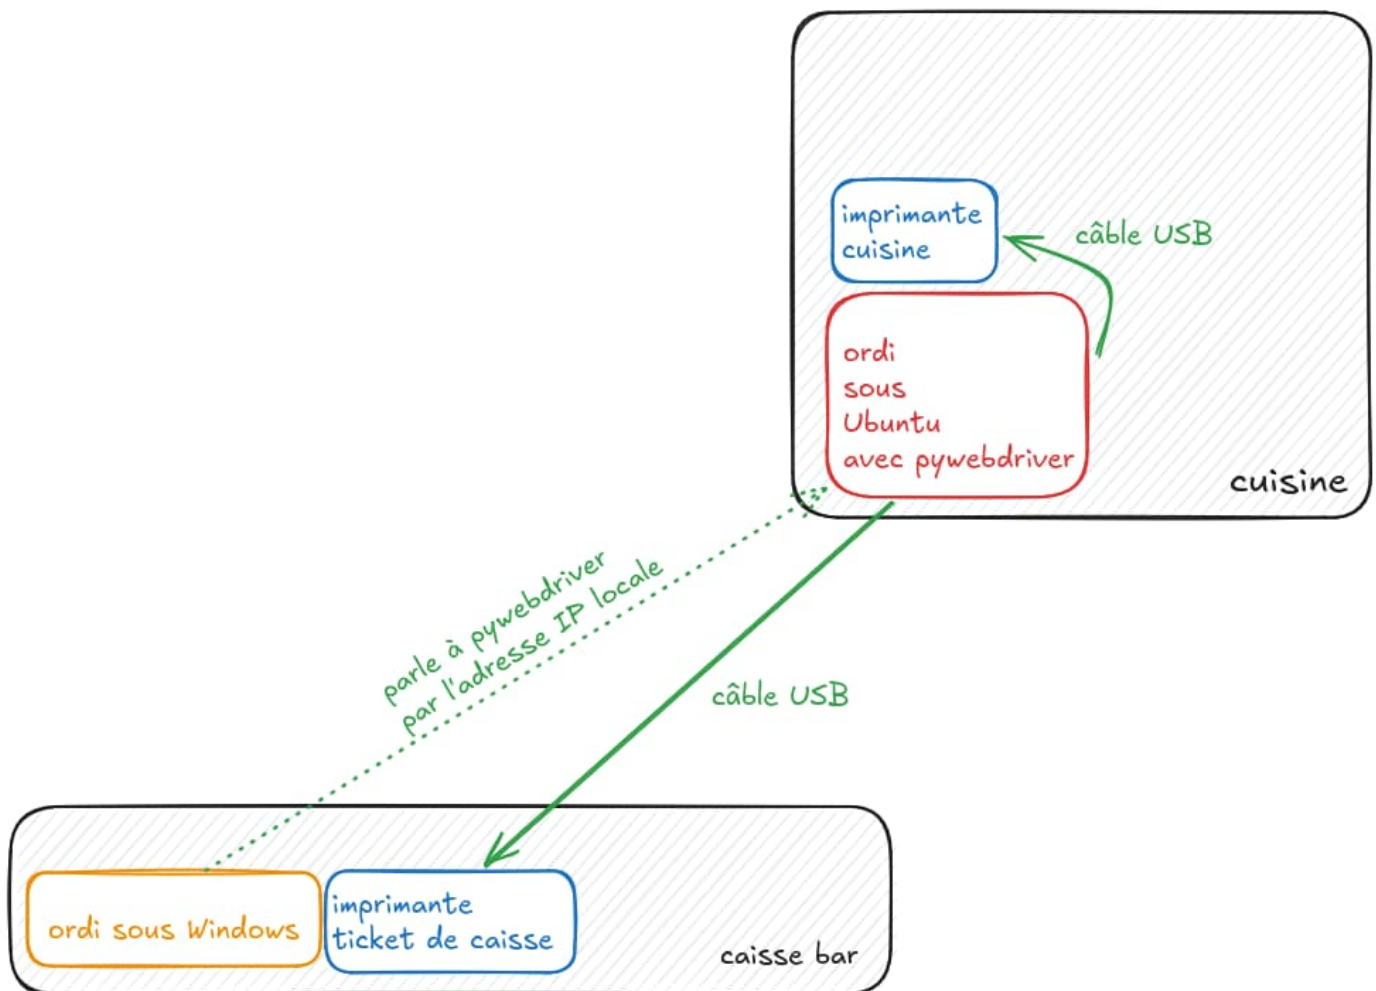 imprimante
cuisine
câble USB
ordi
sous
Ubuntu
avec pywebdriver
cuisine
parle à pywebdriver
par l'adresse IP locale
câble USB
ordi sous Windows
imprimante
ticket de caisse
caisse bar